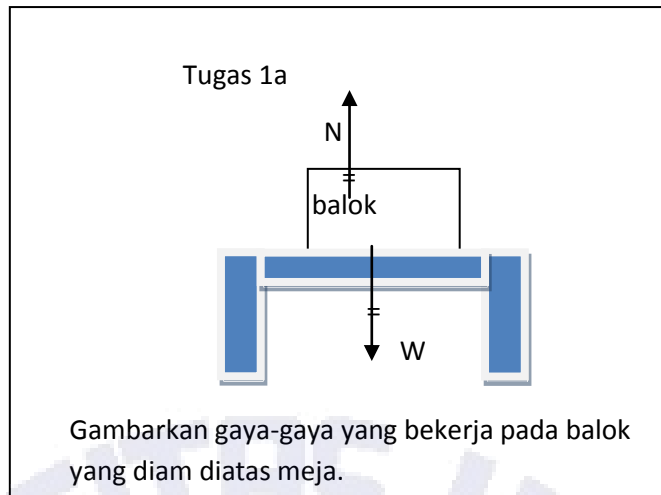 Tugas 1a
N
balok
W
Gambarkan gaya-gaya yang bekerja pada balok
yang diam diatas meja.